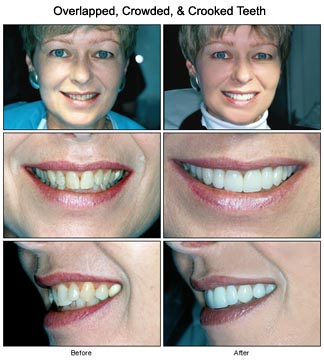 Overlapped, Crowded, & Crooked Teeth
Before
After